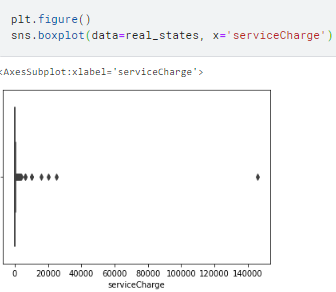 plt.figure()
sns.boxplot(data=real_states, x='serviceCharge')
<AxesSubplot:xlabel='serviceCharge'>
0 20000 40000 60000 80000 100000 120000 140000
serviceCharge